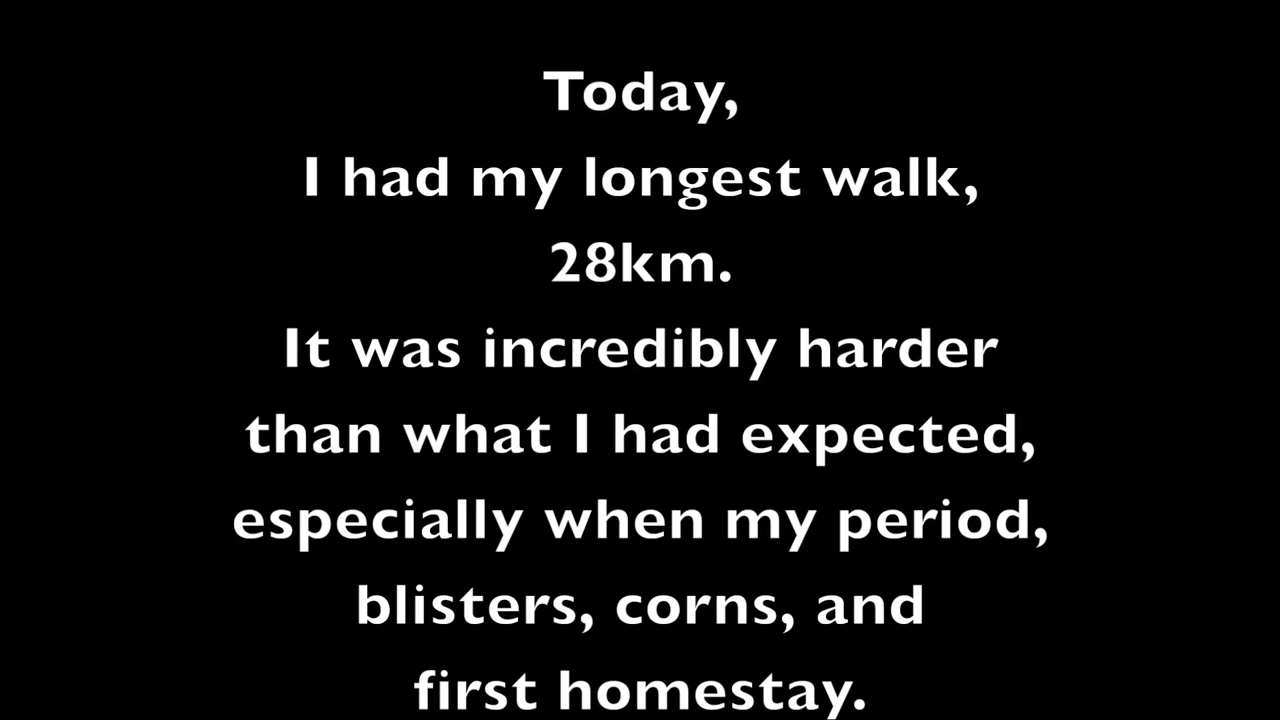 Today,
I had my longest walk,
28km.
It was incredibly harder
than what I had expected,
especially when my period,
blisters, corns, and
first homestay.